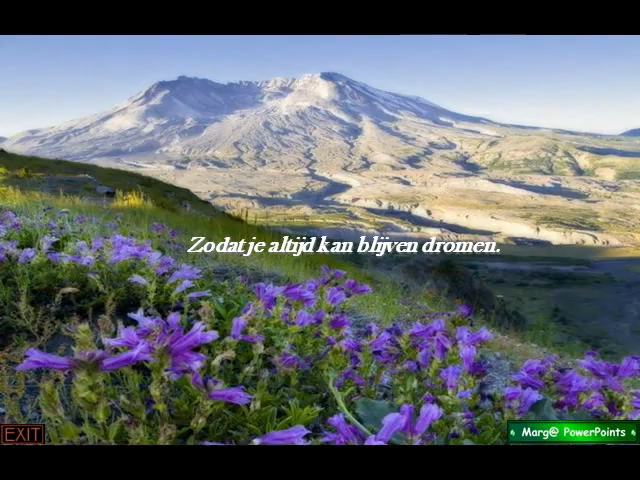 Zodat je altijd kan blijven dromen.
EXIT
Marg@ PowerPoints